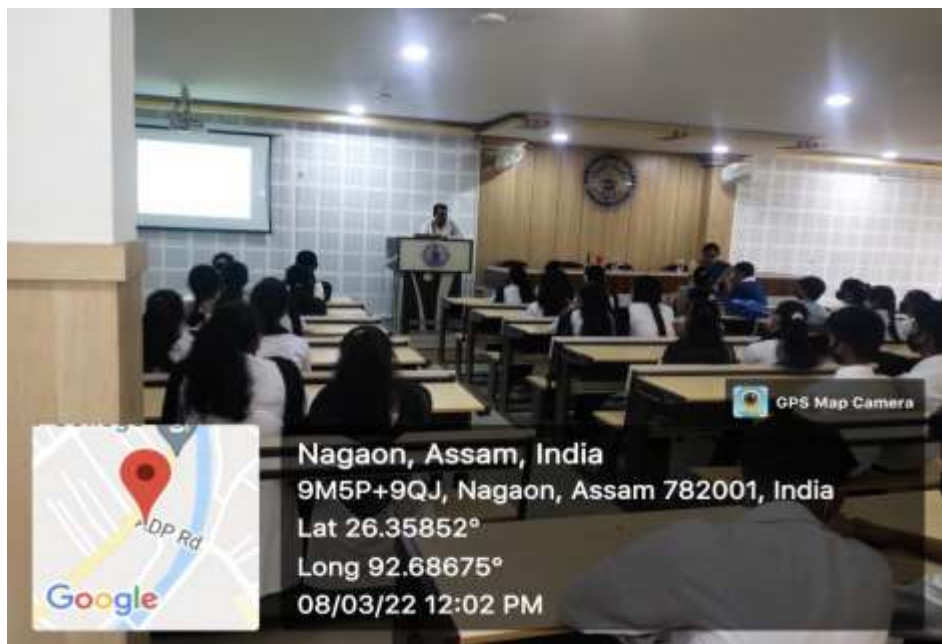 GPS Map Camera
Nagaon, Assam, India
9M5P+9QJ, Nagaon, Assam 782001, India
Lat 26.35852°
Long 92.68675°
08/03/22 12:02 PM
ADP Rd
Google